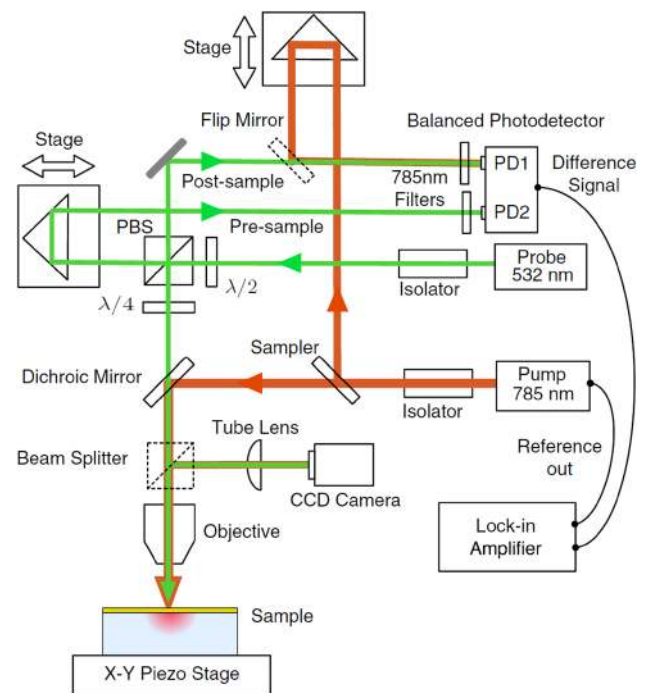 Stage
Flip Mirror
Balanced Photodetector
Stage
Post-sample
785nm
Filters
PD1
PD2
Difference
Signal
PBS
Pre-sample
λ/2
Isolator
Probe
532 nm
λ/4
Dichroic Mirror
Sampler
Isolator
Pump
785 nm
Beam Splitter
Tube Lens
CCD Camera
Reference
out
Objective
Lock-in
Amplifier
Sample
X-Y Piezo Stage